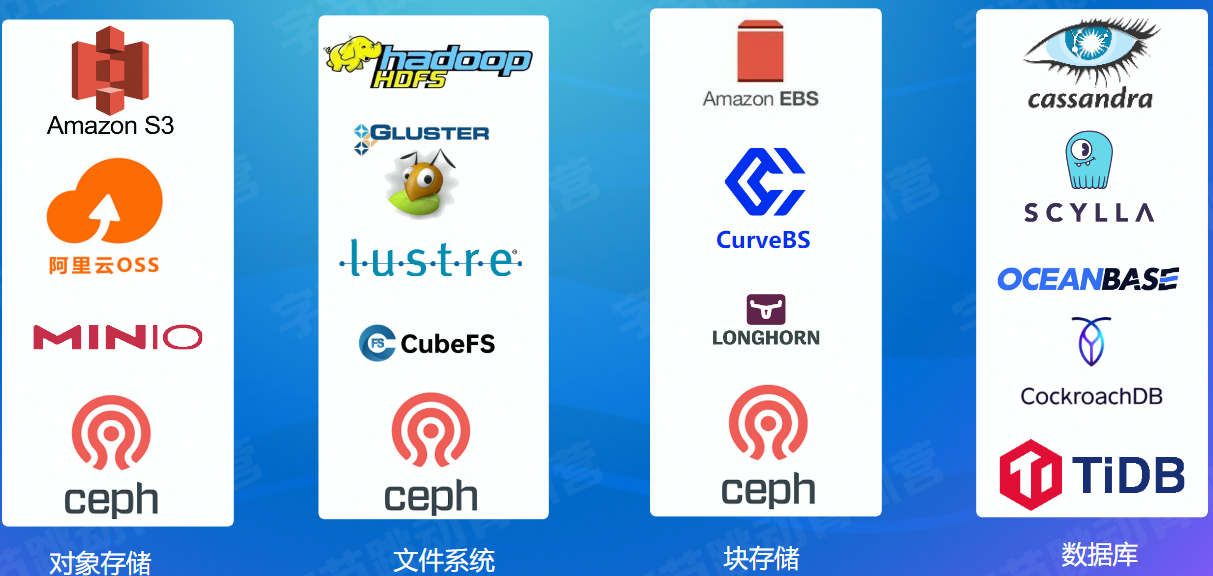 Amazon S3
阿里云OSS
MINIO
ceph
对象存储
hadoop
HDFS
GLUSTER
·l·u·s·t·r·e·®
FS CubeFS
ceph
文件系统
Amazon EBS
CurveBS
LONGHORN
ceph
块存储
cassandra
SCYLLA
OCEANBASE
CockroachDB
TiDB
数据库